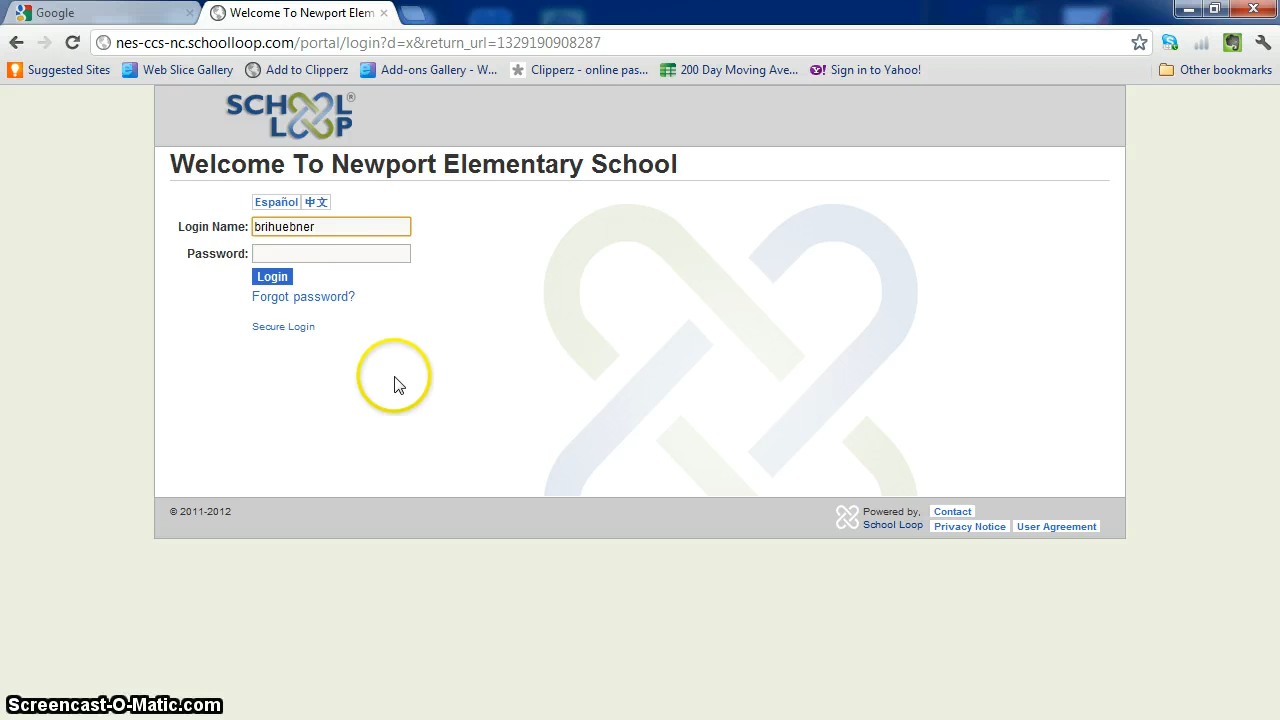 Google
Welcome To Newport Elem
nes-ccs-nc.schoolloop.com/portal/login?d=x&return_url=1329190908287
Suggested Sites Web Slice Gallery Add to Clipperz Add-ons Gallery - W... Clipperz - online pas... 200 Day Moving Ave... Sign in to Yahoo! Other bookmarks
SCHOOL®
LOOP
Welcome To Newport Elementary School
Español 中文
Login Name: brihuebner
Password:
Login
Forgot password?
Secure Login
© 2011-2012
Powered by, Contact
School Loop Privacy Notice User Agreement
Screencast-O-Matic.com